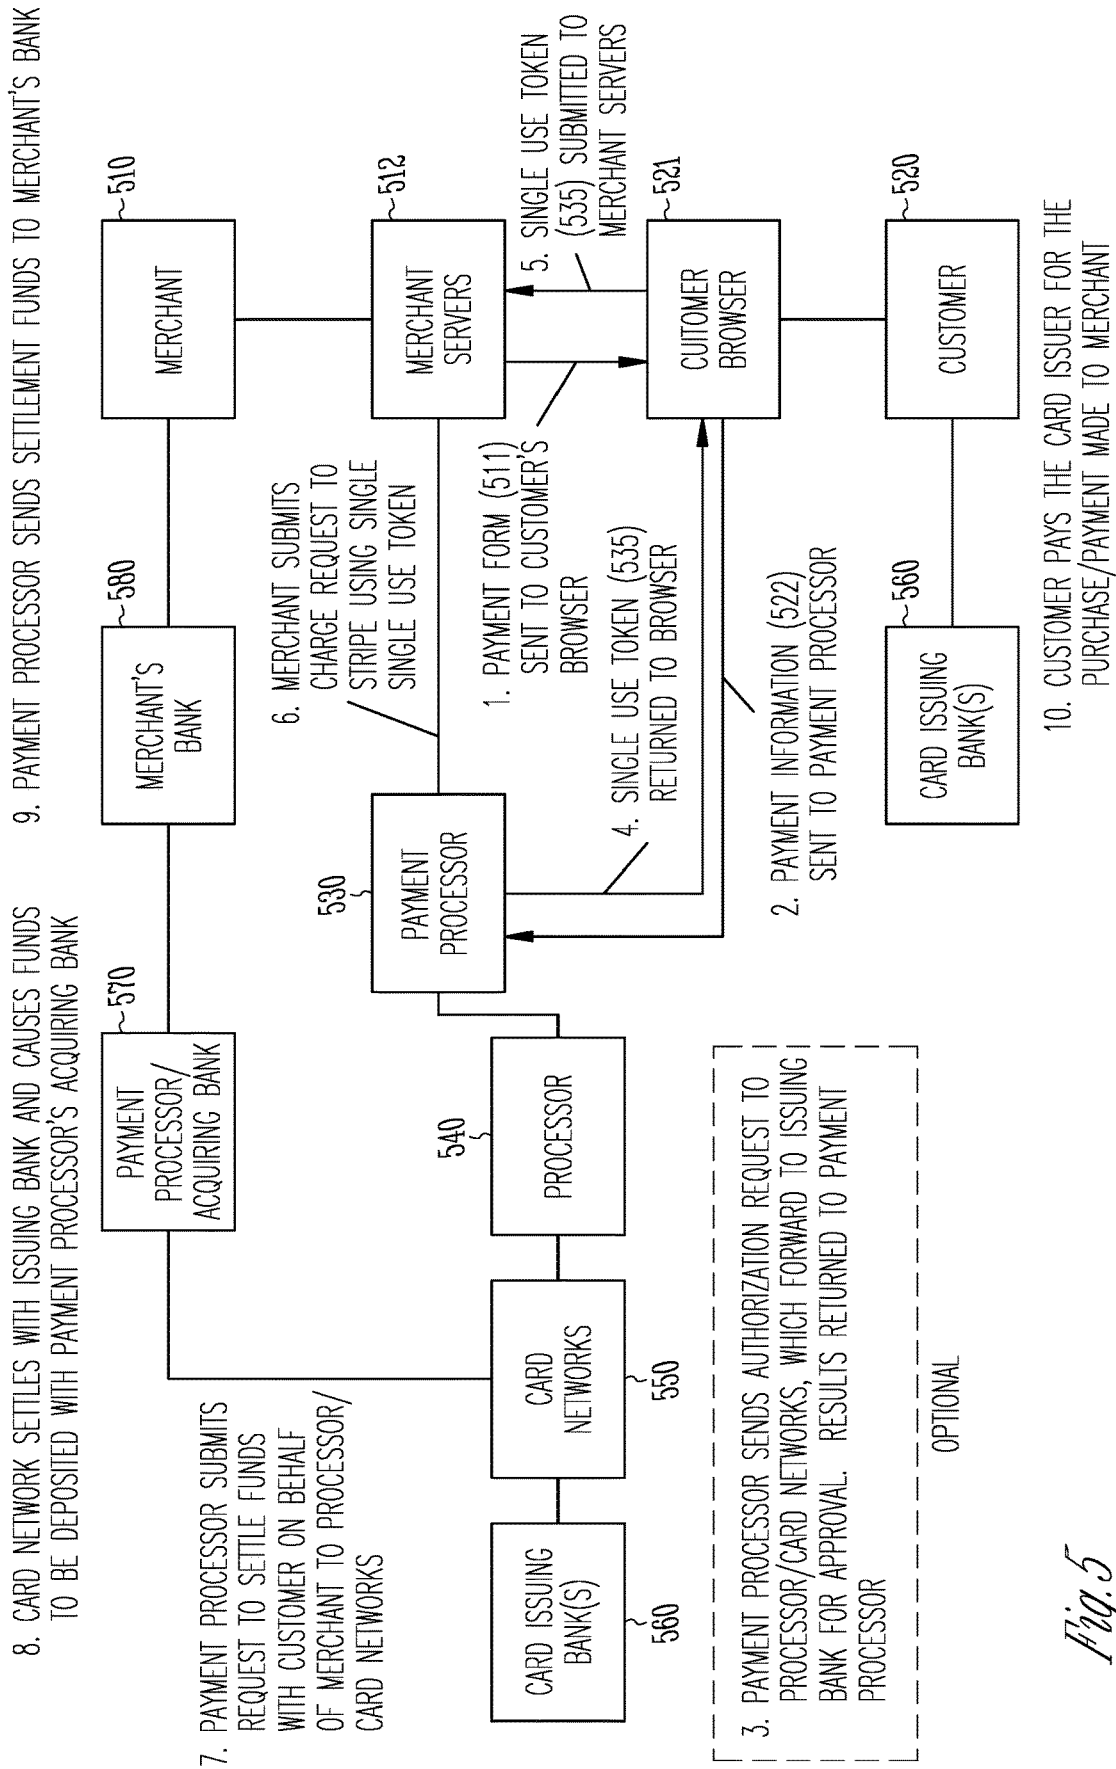 8. CARD NETWORK SETTLES WITH ISSUING BANK AND CAUSES FUNDS
TO BE DEPOSITED WITH PAYMENT PROCESSOR'S ACQUIRING BANK
9. PAYMENT PROCESSOR SENDS SETTLEMENT FUNDS TO MERCHANT'S BANK
7. PAYMENT PROCESSOR SUBMITS
REQUEST TO SETTLE FUNDS
WITH CUSTOMER ON BEHALF
OF MERCHANT TO PROCESSOR/
CARD NETWORKS
570
PAYMENT
PROCESSOR/
ACQUIRING BANK
580
MERCHANT'S
BANK
510
MERCHANT
6. MERCHANT SUBMITS
CHARGE REQUEST TO
STRIPE USING SINGLE
SINGLE USE TOKEN
530
PAYMENT
PROCESSOR
512
MERCHANT
SERVERS
CARD ISSUING
BANK(S)
560
CARD
NETWORKS
550
540
PROCESSOR
1. PAYMENT FORM (511)
SENT TO CUSTOMER'S
BROWSER
5. SINGLE USE TOKEN
(535) SUBMITTED TO
MERCHANT SERVERS
4. SINGLE USE TOKEN (535)
RETURNED TO BROWSER
521
CUITOMER
BROWSER
2. PAYMENT INFORMATION (522)
SENT TO PAYMENT PROCESSOR
3. PAYMENT PROCESSOR SENDS AUTHORIZATION REQUEST TO
PROCESSOR/CARD NETWORKS, WHICH FORWARD TO ISSUING
BANK FOR APPROVAL. RESULTS RETURNED TO PAYMENT
PROCESSOR
OPTIONAL
560
CARD ISSUING
BANK(S)
520
CUSTOMER
10. CUSTOMER PAYS THE CARD ISSUER FOR THE
PURCHASE/PAYMENT MADE TO MERCHANT
Fig. 5